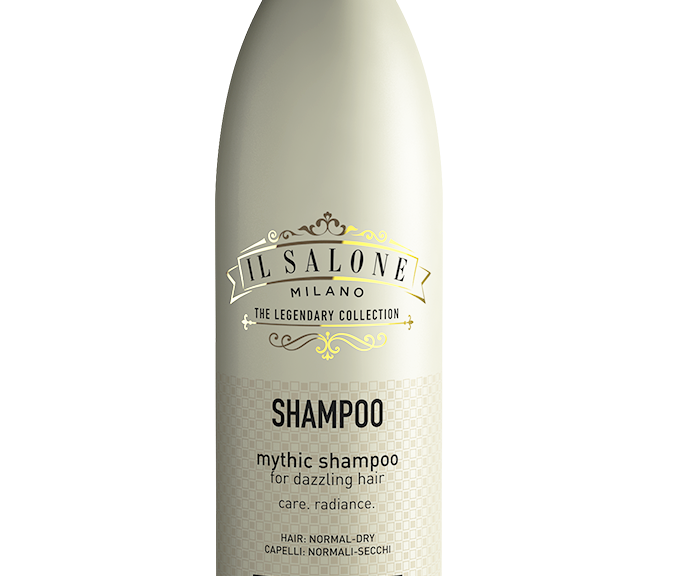 IL SALONE
MILANO
THE LEGENDARY COLLECTION
SHAMPOO
mythic shampoo
for dazzling hair
care. radiance.
HAIR: NORMAL-DRY
CAPELLI: NORMALI-SECCHI